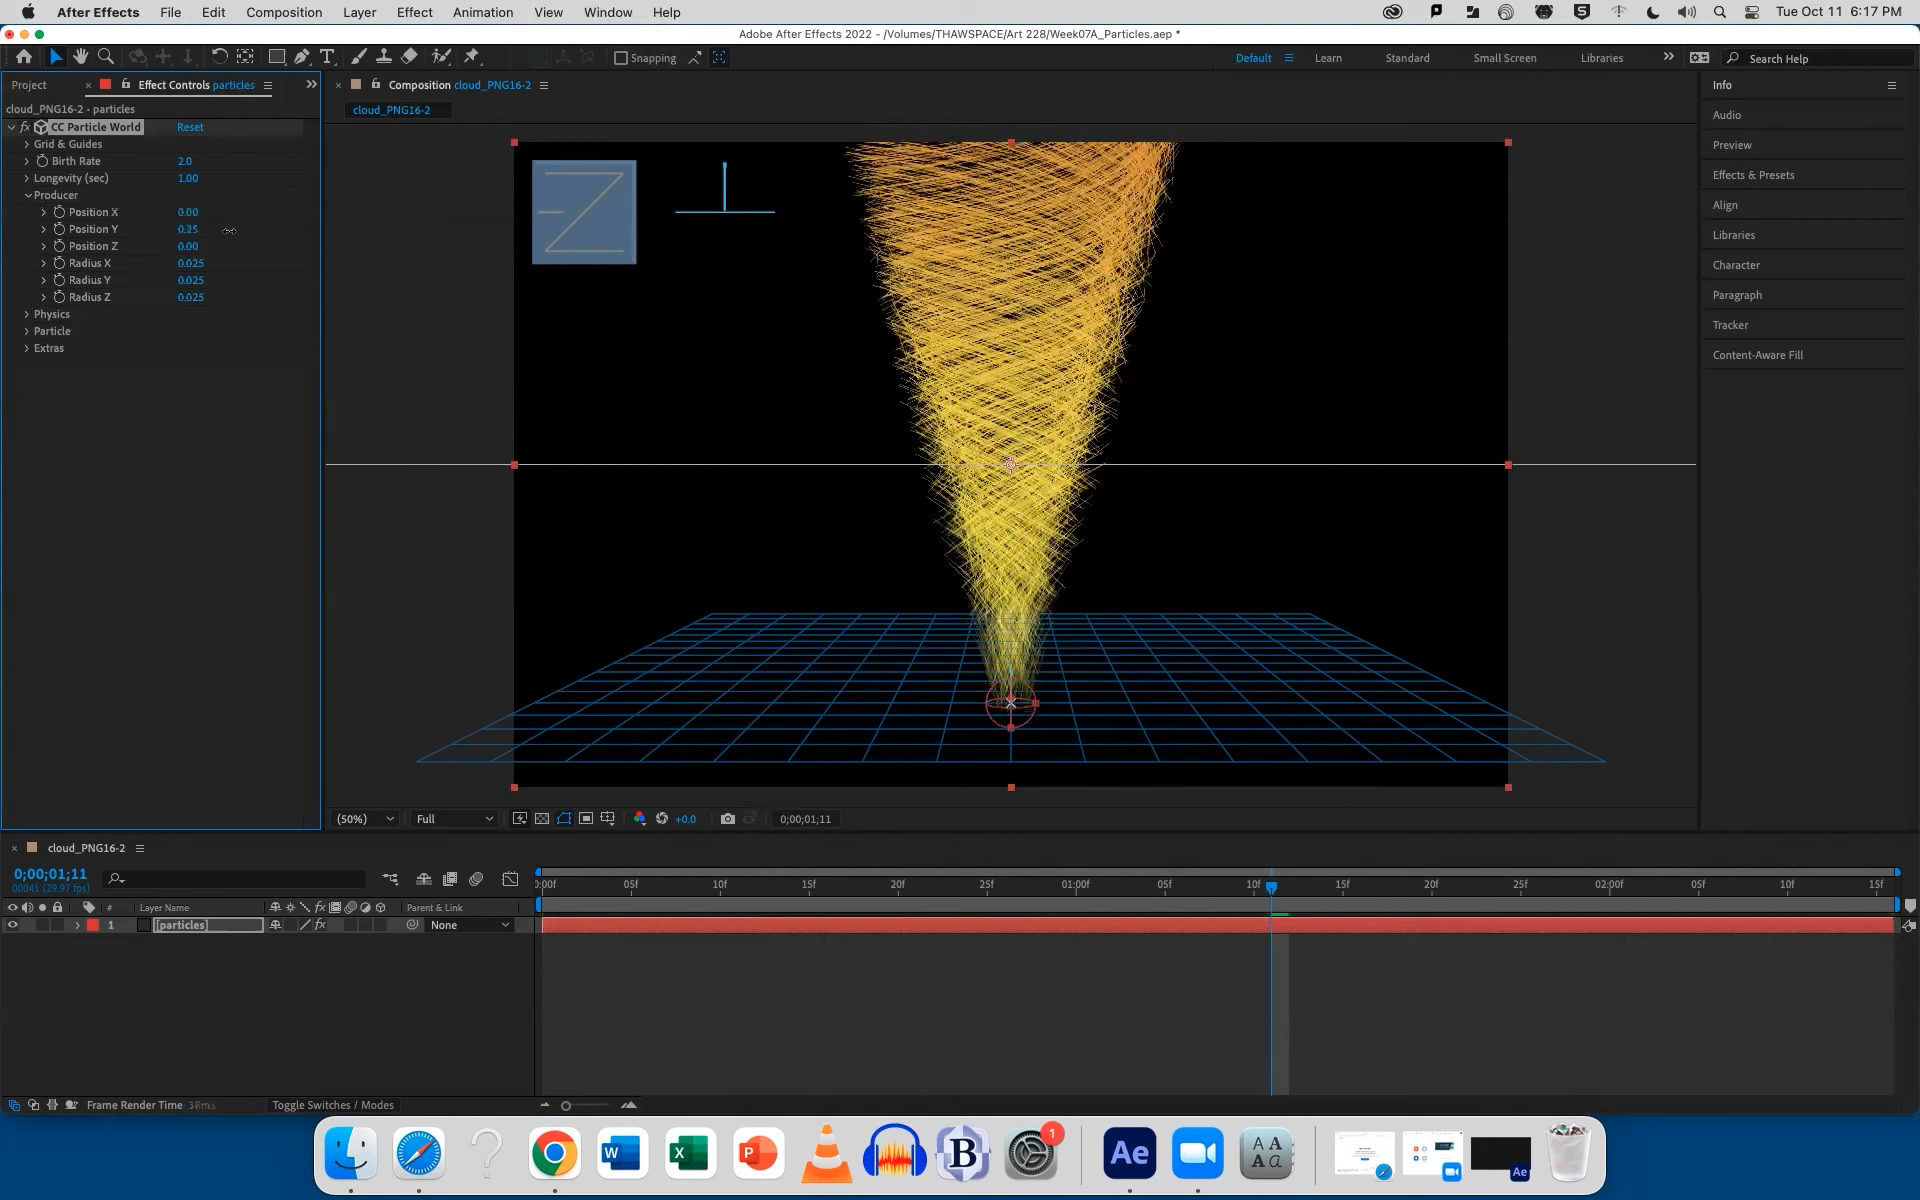 After Effects File Edit Composition Layer Effect Animation View Window Help Tue Oct 11 6:17 PM
Adobe After Effects 2022 - /Volumes/THAWSPACE/Art 228/Week07A_Particles.aep *
Snapping Default Learn Standard Small Screen Libraries Search Help
Project Effect Controls particles
Composition cloud_PNG16-2
Info
cloud_PNG16-2 • particles
cloud_PNG16-2
Audio
fx CC Particle World Reset
Grid & Guides
Preview
Birth Rate 2.0
Longevity (sec) 1.00
Effects & Presets
Producer
Align
Position X 0.00
Position Y
Libraries
Position Z 0.00
Radius X 0.025
Character
Radius Y 0.025
Radius Z 0.025
Paragraph
Physics
Tracker
Particle
Extras
Content-Aware Fill
(50%) Full +0.0 0;00;01;11
cloud_PNG16-2
0;00;01;11
00041 (29.97 fps)
0:00f 05f 10f 15f 20f 25f 01:00f 05f 10f 15f 20f 25f 02:00f 05f 10f 15f
# Layer Name fx Parent & Link
1 [particles] fx None
Frame Render Time Toggle Switches / Modes
W X P B 1 Ae A A A a Ae